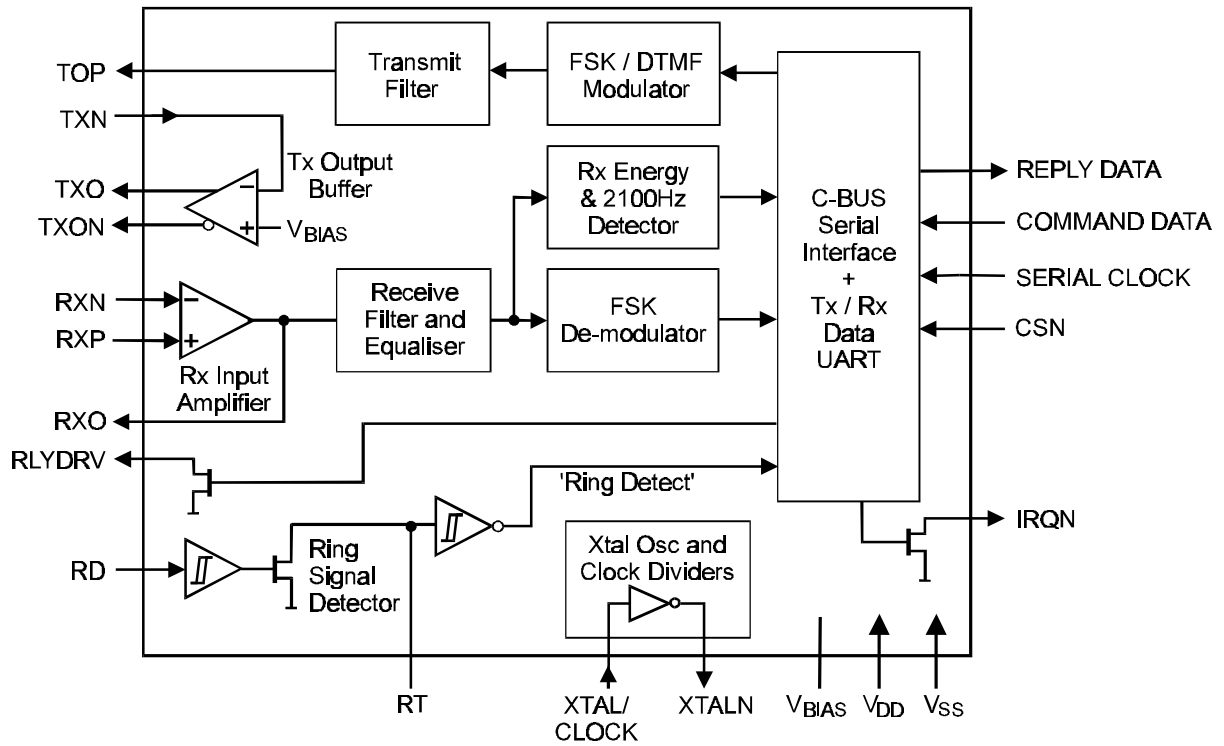 TOP
Transmit
Filter
FSK / DTMF
Modulator
TXN
Tx Output
Buffer
TXO
TXON
−
+
VBIAS
Rx Energy
& 2100Hz
Detector
C-BUS
Serial
Interface
+
Tx / Rx
Data
UART
REPLY DATA
COMMAND DATA
SERIAL CLOCK
CSN
RXN
RXP
−
+
Rx Input
Amplifier
Receive
Filter and
Equaliser
FSK
De-modulator
RXO
RLYDRV
'Ring Detect'
IRQN
RD
Ring
Signal
Detector
Xtal Osc and
Clock Dividers
RT
XTAL/
CLOCK
XTALN
VBIAS
VDD
VSS